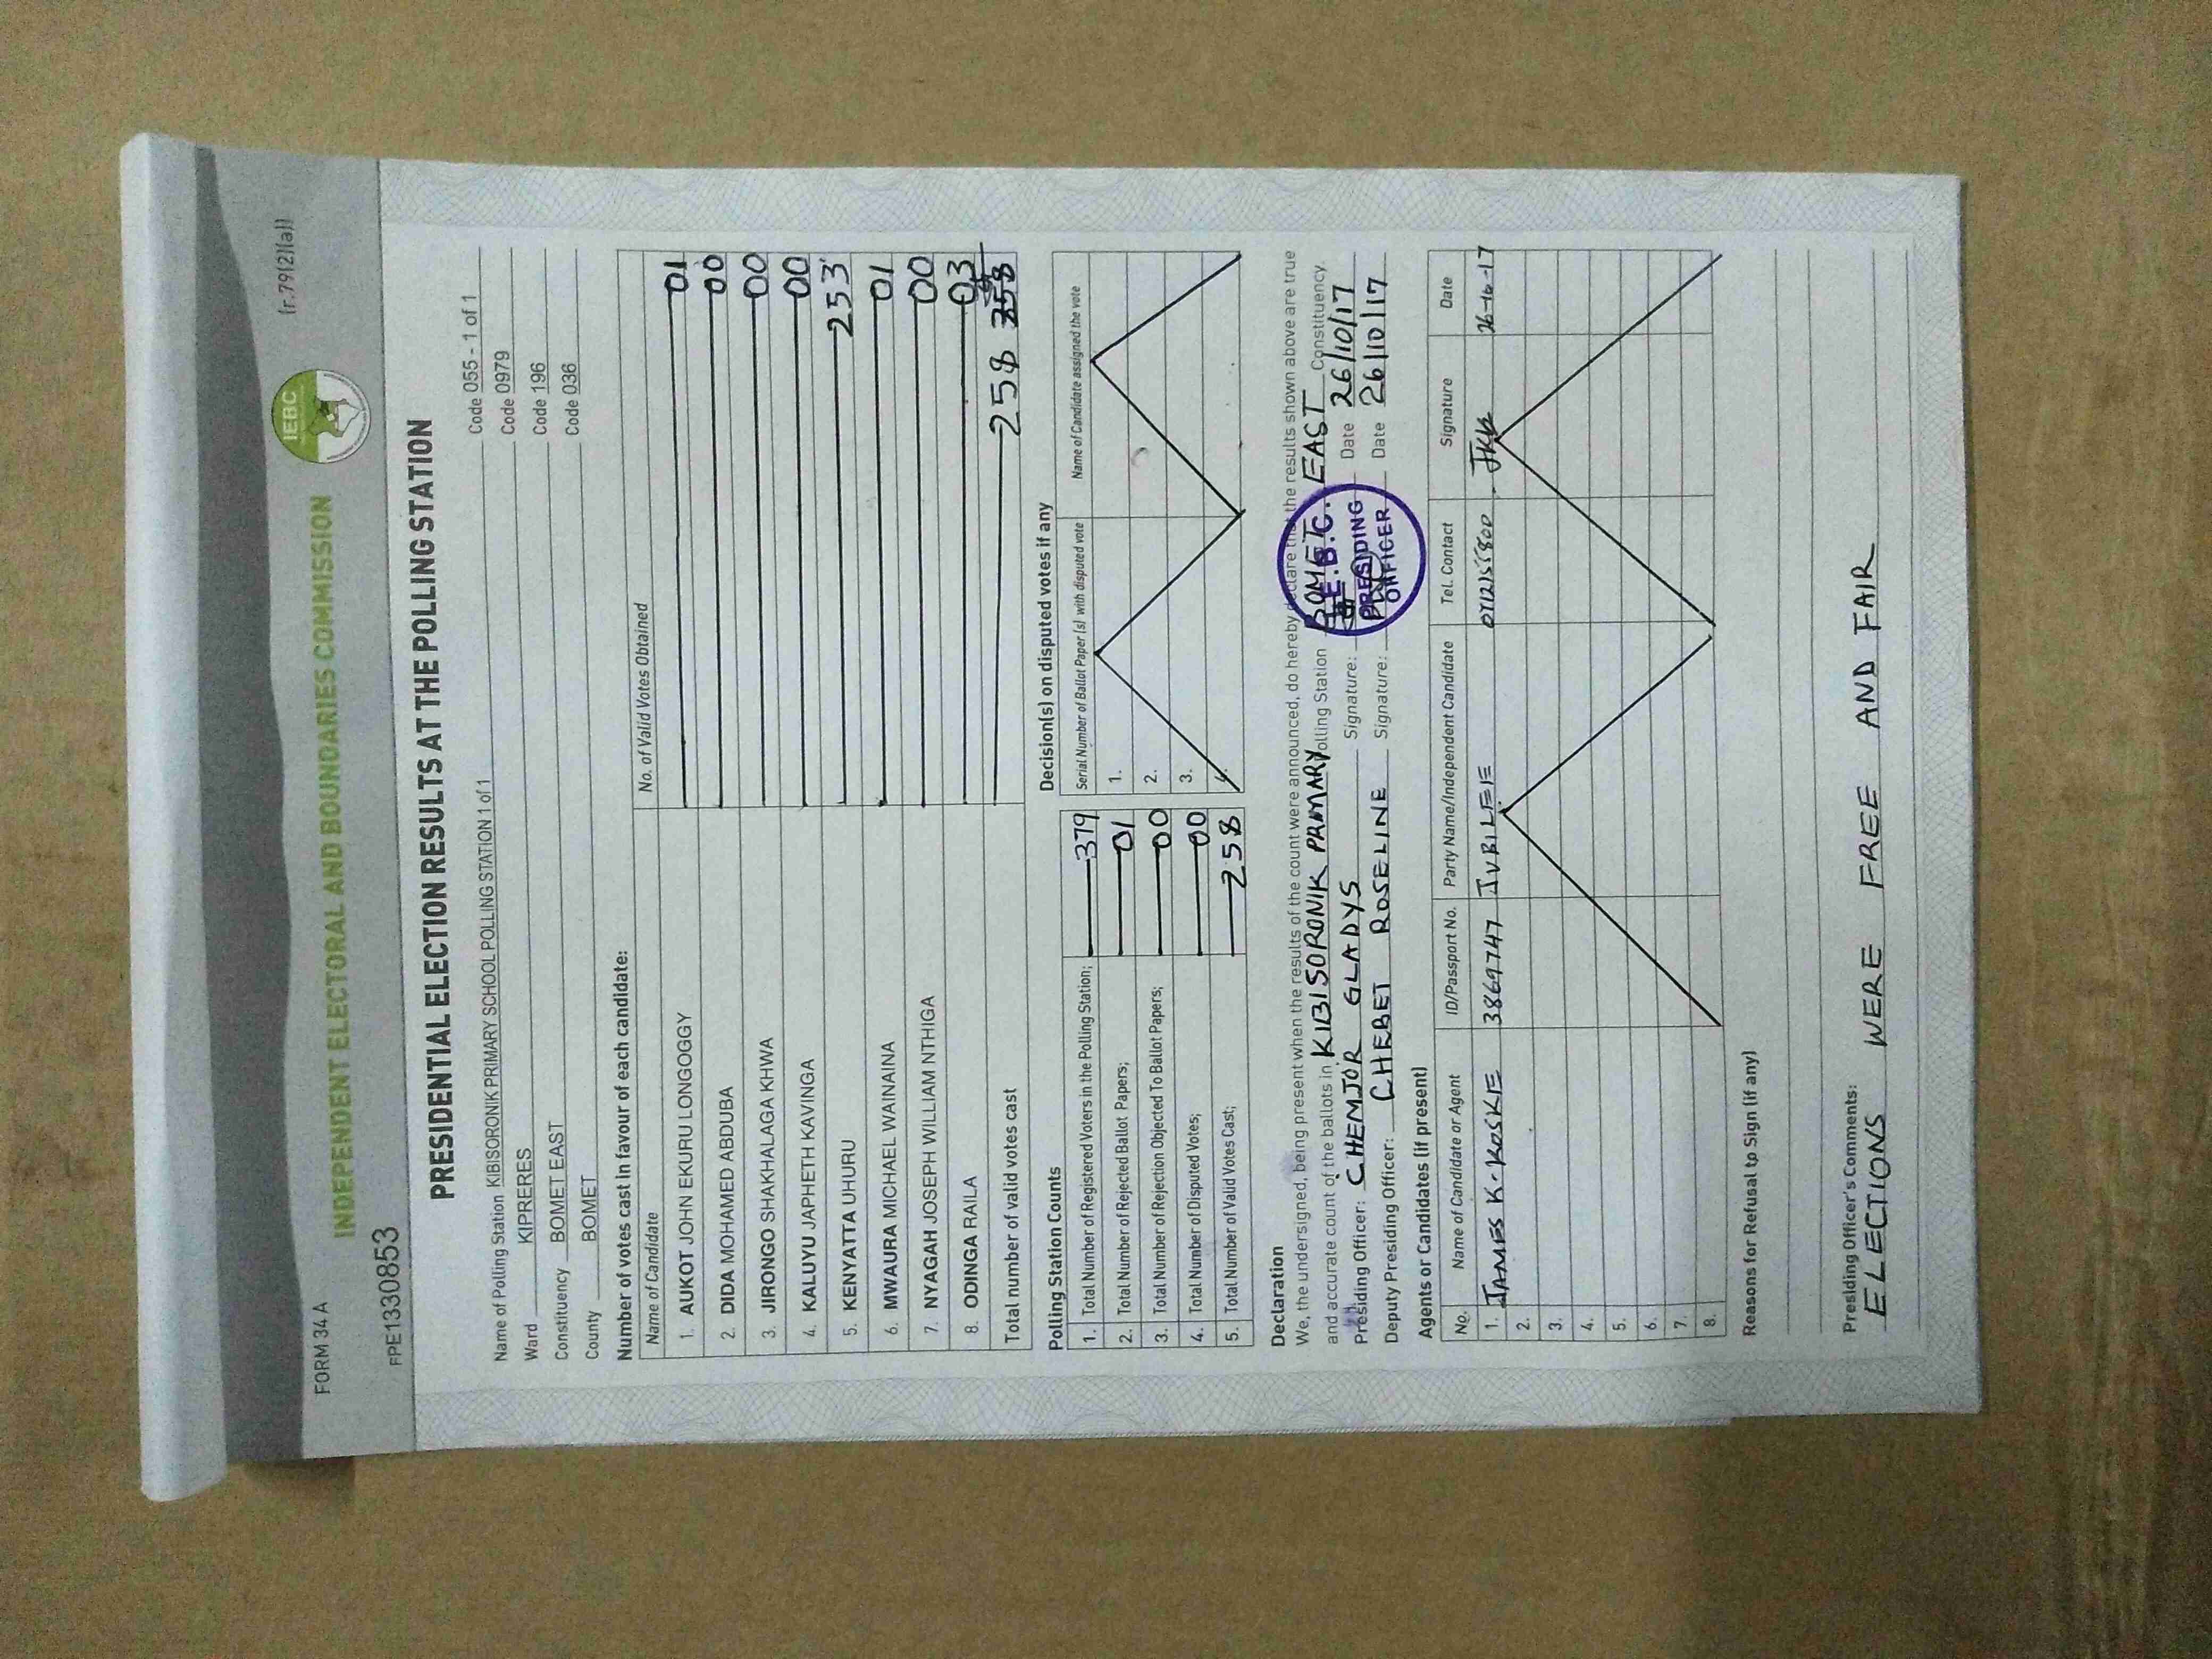 FORM 34 A
(r.79(2)(a))
IEBC
INDEPENDENT ELECTORAL AND BOUNDARIES COMMISSION
FPE1330853
PRESIDENTIAL ELECTION RESULTS AT THE POLLING STATION
Name of Polling Station KIBISORONIK PRIMARY SCHOOL POLLING STATION 1 of 1 Code 055 - 1 of 1
Ward KIPRERES Code 0979
Constituency BOMET EAST Code 196
County BOMET Code 036
Number of votes cast in favour of each candidate:
Name of Candidate No. of Valid Votes Obtained
1. AUKOT JOHN EKURU LONGOGGY 01
2. DIDA MOHAMED ABDUBA 00
3. JIRONGO SHAKHALAGA KHWA 00
4. KALUYU JAPHETH KAVINGA 00
5. KENYATTA UHURU 253
6. MWAURA MICHAEL WAINAINA 01
7. NYAGAH JOSEPH WILLIAM NTHIGA 00
8. ODINGA RAILA 03
Total number of valid votes cast 258
Polling Station Counts
1. Total Number of Registered Voters in the Polling Station; 379
2. Total Number of Rejected Ballot Papers; 01
3. Total Number of Rejection Objected To Ballot Papers; 00
4. Total Number of Disputed Votes; 00
5. Total Number of Valid Votes Cast; 258
Decision(s) on disputed votes if any
Serial Number of Ballot Paper (s) with disputed vote Name of Candidate assigned the vote
1.
2.
3.
4.
Declaration
We, the undersigned, being present when the results of the count were announced, do hereby declare that the results shown above are true
and accurate count of the ballots in KIBISORONIK PRIMARY Polling Station BOMET EAST Constituency.
Presiding Officer: CHEMJOR GLADYS Signature: Date 26/10/17
Deputy Presiding Officer: CHEBET ROSELINE Signature: Date 26/10/17
I.E.B.C.
PRESIDING
OFFICER
Agents or Candidates (if present)
No. Name of Candidate or Agent ID/Passport No. Party Name/Independent Candidate Tel. Contact Signature Date
1. JAMES K. KOSKIE 38697747 JUBILEE 26-10-17
2.
3.
4.
5.
6.
7.
8.
Reasons for Refusal to Sign (if any)
Presiding Officer's Comments:
ELECTIONS WERE FREE AND FAIR